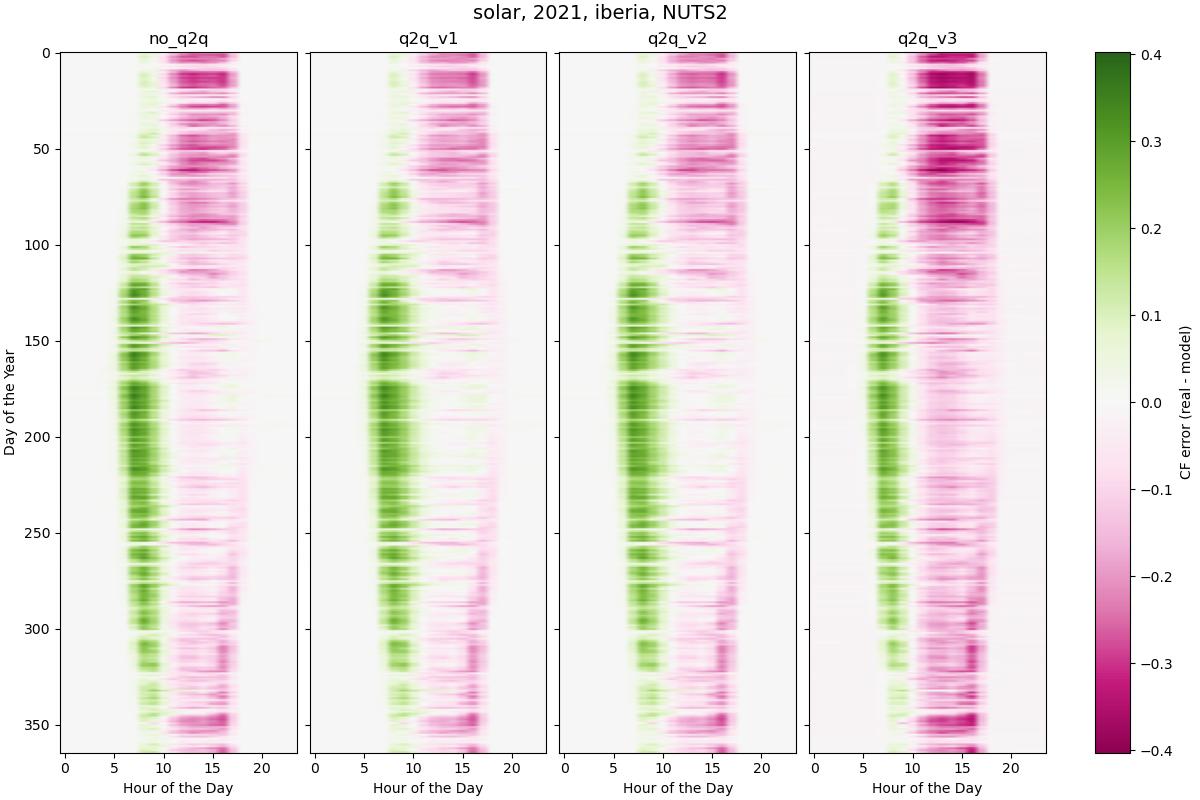 solar, 2021, iberia, NUTS2
no_q2q
q2q_v1
q2q_v2
q2q_v3
0
50
100
150
200
250
300
350
Day of the Year
0 5 10 15 20
0 5 10 15 20
0 5 10 15 20
0 5 10 15 20
Hour of the Day
Hour of the Day
Hour of the Day
Hour of the Day
0.4
0.3
0.2
0.1
0.0
−0.1
−0.2
−0.3
−0.4
CF error (real - model)